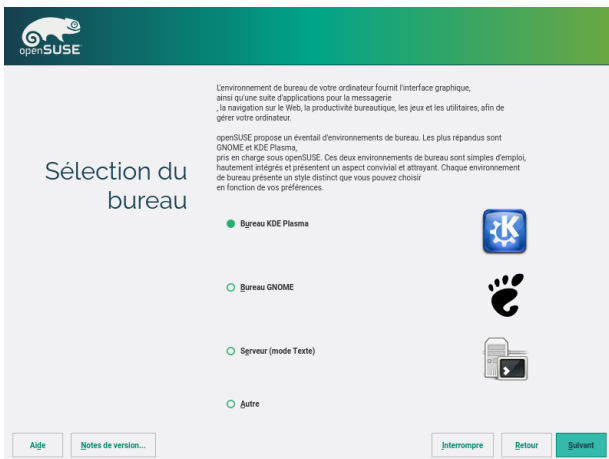 openSUSE
L'environnement de bureau de votre ordinateur fournit l'interface graphique,
ainsi qu'une suite d'applications pour la messagerie
, la navigation sur le Web, la productivité bureautique, les jeux et les utilitaires, afin de
gérer votre ordinateur.
openSUSE propose un éventail d'environnements de bureau. Les plus répandus sont
GNOME et KDE Plasma,
pris en charge sous openSUSE. Ces deux environnements de bureau sont simples d'emploi,
hautement intégrés et présentent un aspect convivial et attrayant. Chaque environnement
de bureau présente un style distinct que vous pouvez choisir
en fonction de vos préférences.
Sélection du
bureau
Bureau KDE Plasma
Bureau GNOME
Serveur (mode Texte)
Autre
Aide
Notes de version...
Interrompre
Retour
Suivant